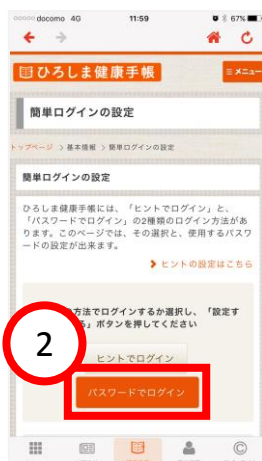 docomo 4G 11:59 67%
ひろしま健康手帳
メニュー
簡単ログインの設定
トップページ > 基本情報 > 簡単ログインの設定
簡単ログインの設定
ひろしま健康手帳には、「ヒントでログイン」と、
「パスワードでログイン」の2種類のログイン方法があ
ります。このページでは、その選択と、使用するパスワ
ードの設定が出来ます。
ヒントの設定はこちら
方法でログインするか選択し、「設定す
る」ボタンを押してください
2
ヒントでログイン
パスワードでログイン